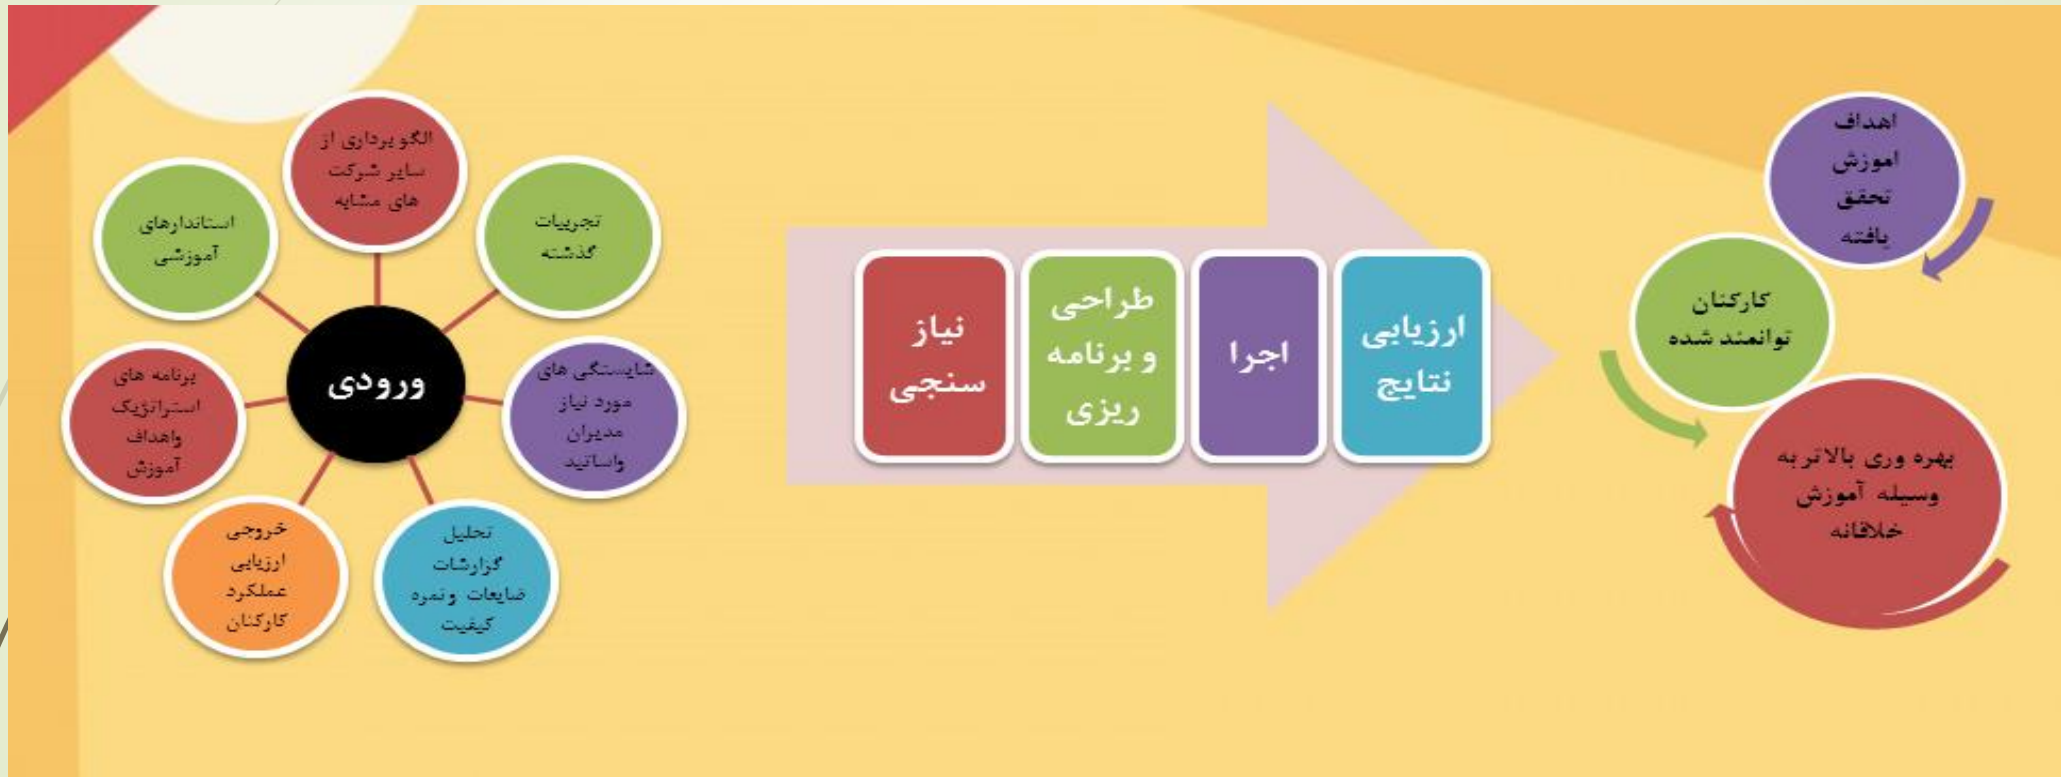 الگو برداری از
سایر شرکت
های مشابه
تجربیات
گذشته
شایستگی های
مورد نیاز
مدیران
واساتید
تحلیل
گزارشات
ضایعات ونمره
کیفیت
خروجی
ارزیابی
عملکرد
کارکنان
برنامه های
استراتژیک
واهداف
آموزش
استاندارهای
آموزشی
ورودی
نیاز
سنجی
طراحی
و برنامه
ریزی
اجرا
ارزیابی
نتایج
اهداف
اموزش
تحقق
یافته
کارکنان
توانمند شده
بهره وری بالاتر به
وسیله آموزش
خلاقانه